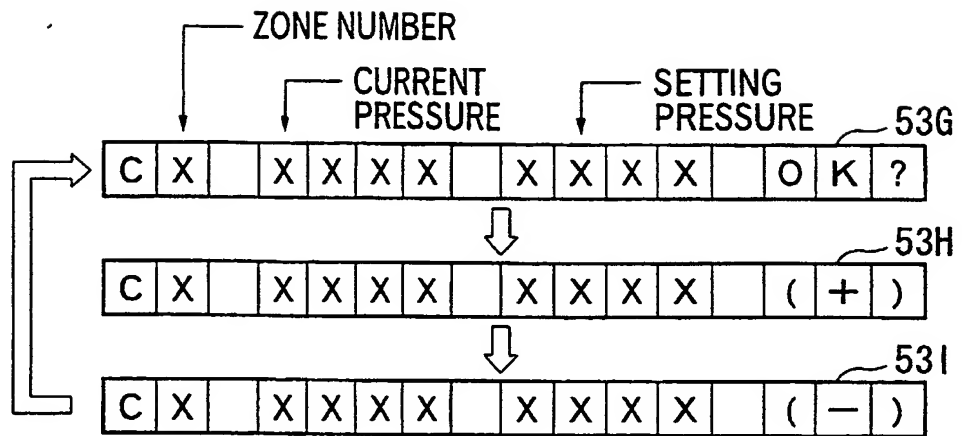 ZONE NUMBER
CURRENT PRESSURE
SETTING PRESSURE
53G
C X X X X X X X X X O K ?
53H
C X X X X X X X X X ( + )
53I
C X X X X X X X X X ( − )